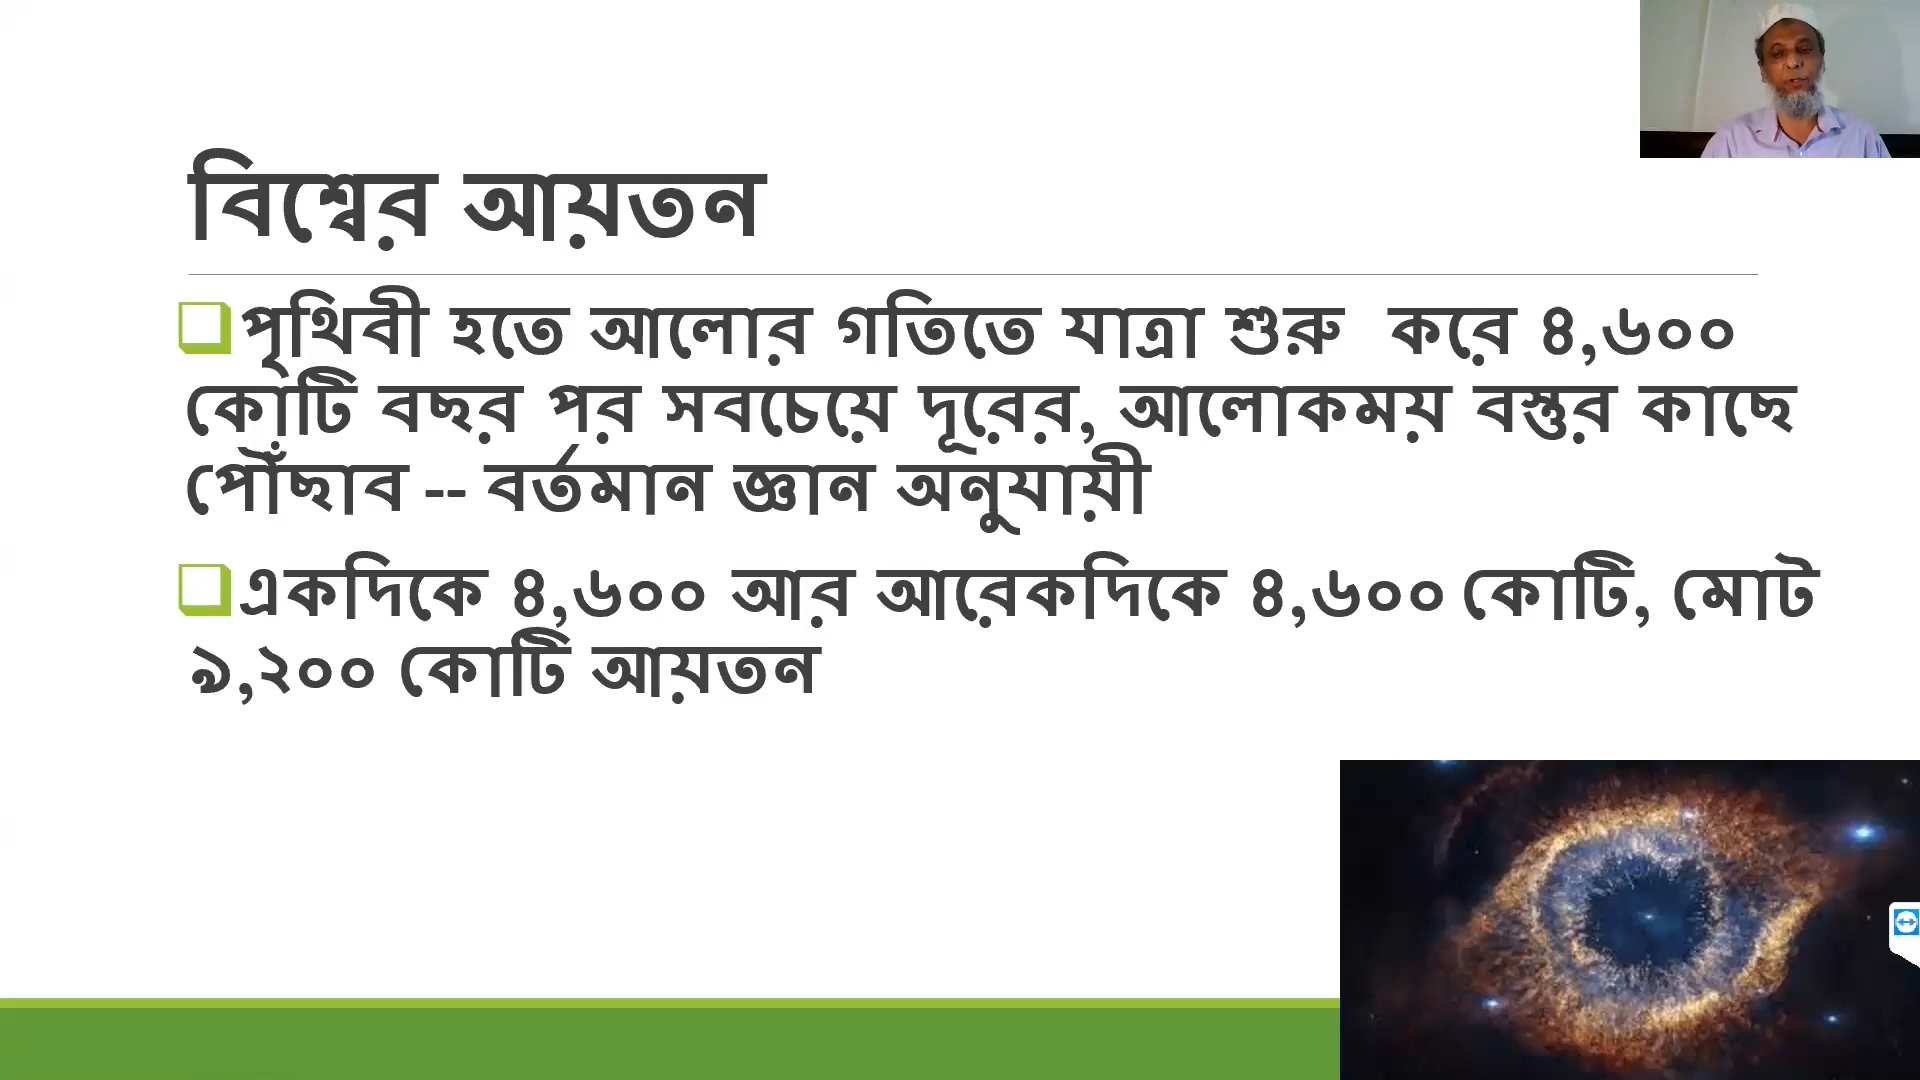 বিশ্বের আয়তন
পৃথিবী হতে আলোর গতিতে যাত্রা শুরু করে ৪,৬০০
কোটি বছর পর সবচেয়ে দূরের, আলোকময় বস্তুর কাছে
পৌঁছাব -- বর্তমান জ্ঞান অনুযায়ী
একদিকে ৪,৬০০ আর আরেকদিকে ৪,৬০০ কোটি, মোট
৯,২০০ কোটি আয়তন